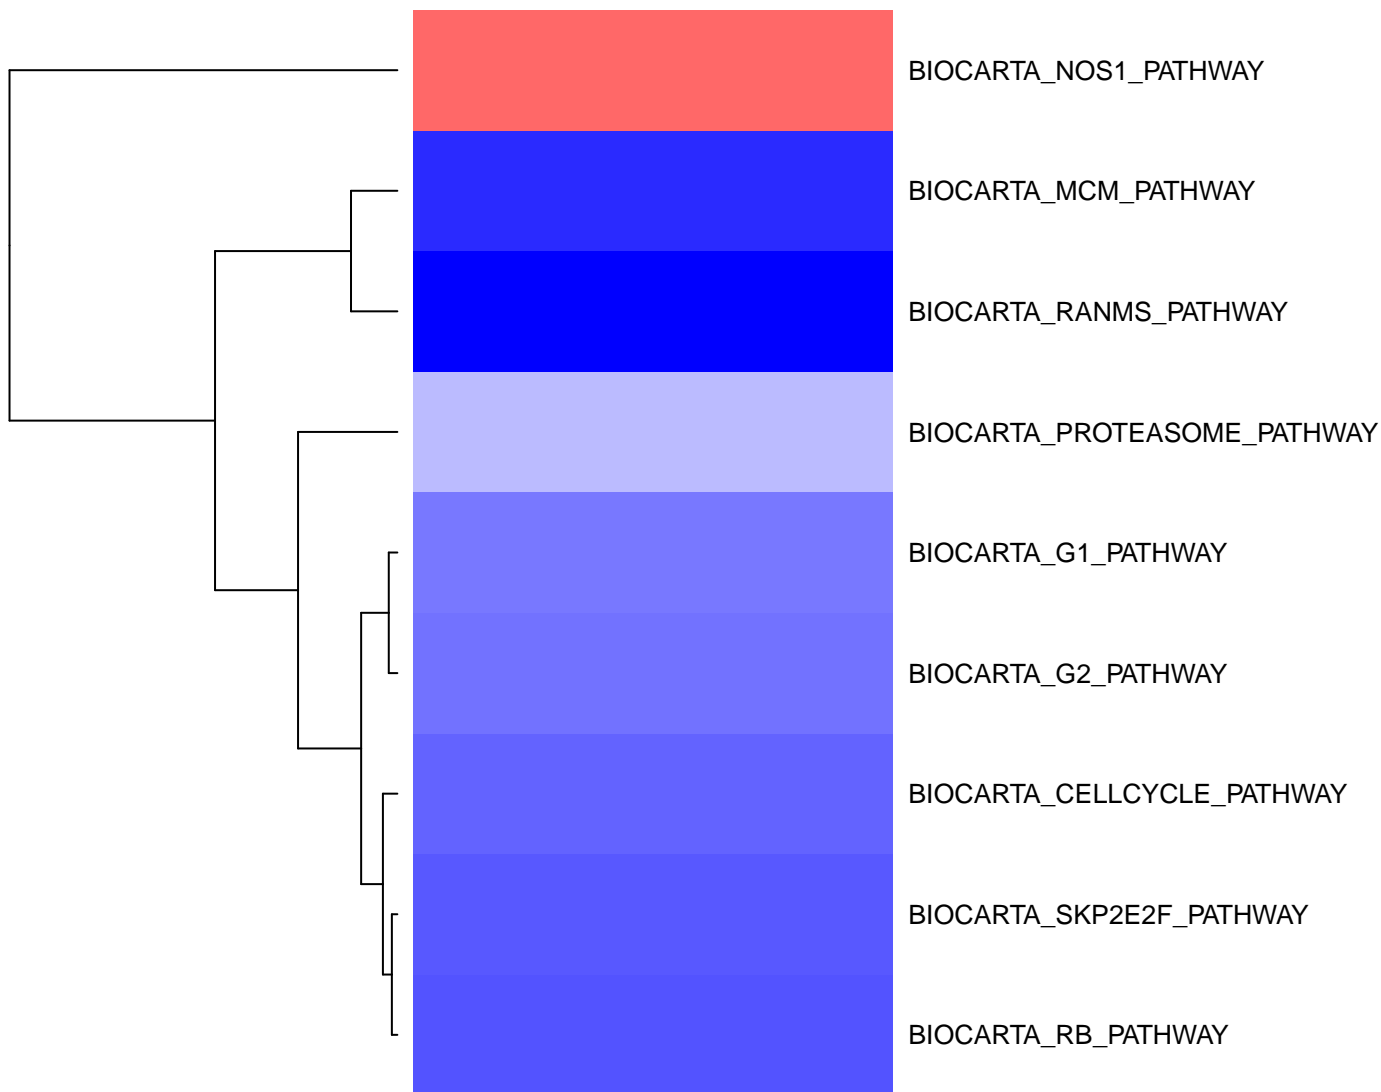 BIOCARTA_NOS1_PATHWAY
BIOCARTA_MCM_PATHWAY
BIOCARTA_RANMS_PATHWAY
BIOCARTA_PROTEASOME_PATHWAY
BIOCARTA_G1_PATHWAY
BIOCARTA_G2_PATHWAY
BIOCARTA_CELLCYCLE_PATHWAY
BIOCARTA_SKP2E2F_PATHWAY
BIOCARTA_RB_PATHWAY